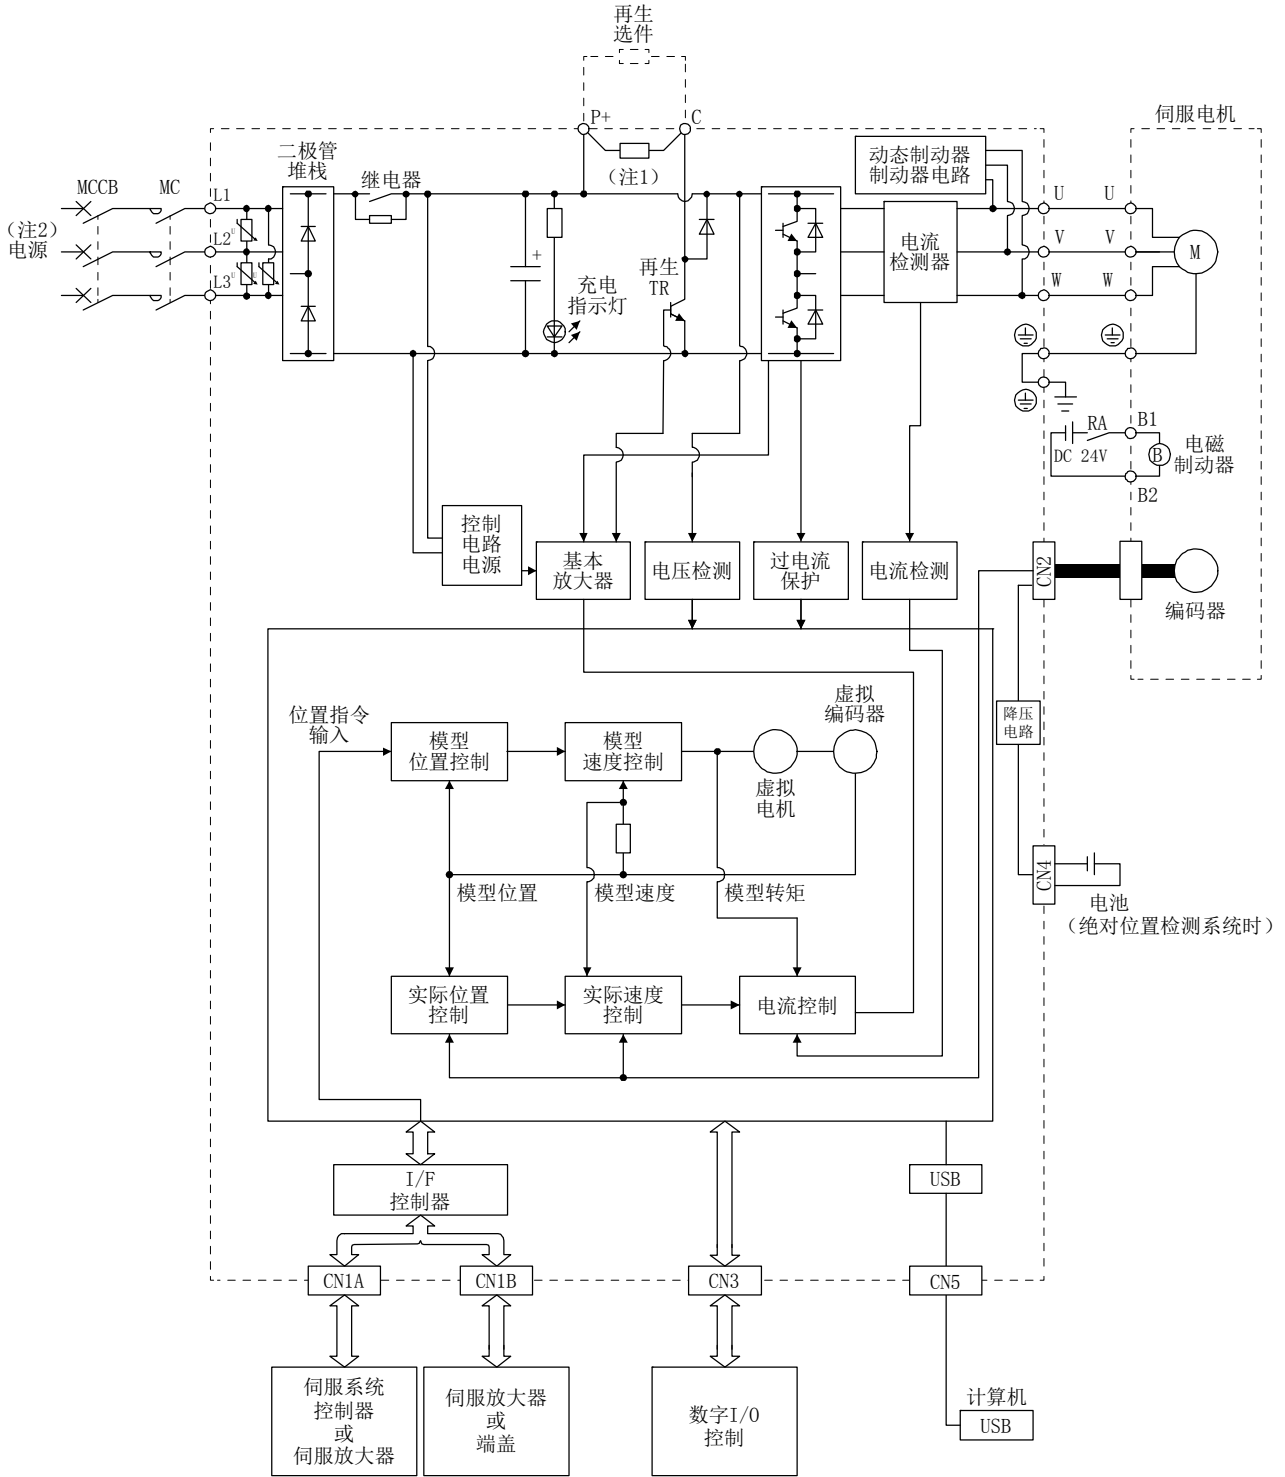 再生
选件
P+
C
伺服电机
二极管
堆栈
继电器
（注1）
动态制动器
制动器电路
MCCB
MC
L1
U
U
（注2）
电源
L2
电流
检测器
V
V
M
L3
再生
TR
充电
指示灯
W
W
+
RA
B1
DC 24V
B
电磁
制动器
B2
控制
电路
电源
基本
放大器
电压检测
过电流
保护
电流检测
CN2
编码器
位置指令
输入
模型
位置控制
模型
速度控制
虚拟
编码器
虚拟
电机
降压
电路
模型位置
模型速度
模型转矩
CN4
电池
（绝对位置检测系统时）
实际位置
控制
实际速度
控制
电流控制
I/F
控制器
USB
CN1A
CN1B
CN3
CN5
伺服系统
控制器
或
伺服放大器
伺服放大器
或
端盖
数字I/O
控制
计算机
USB